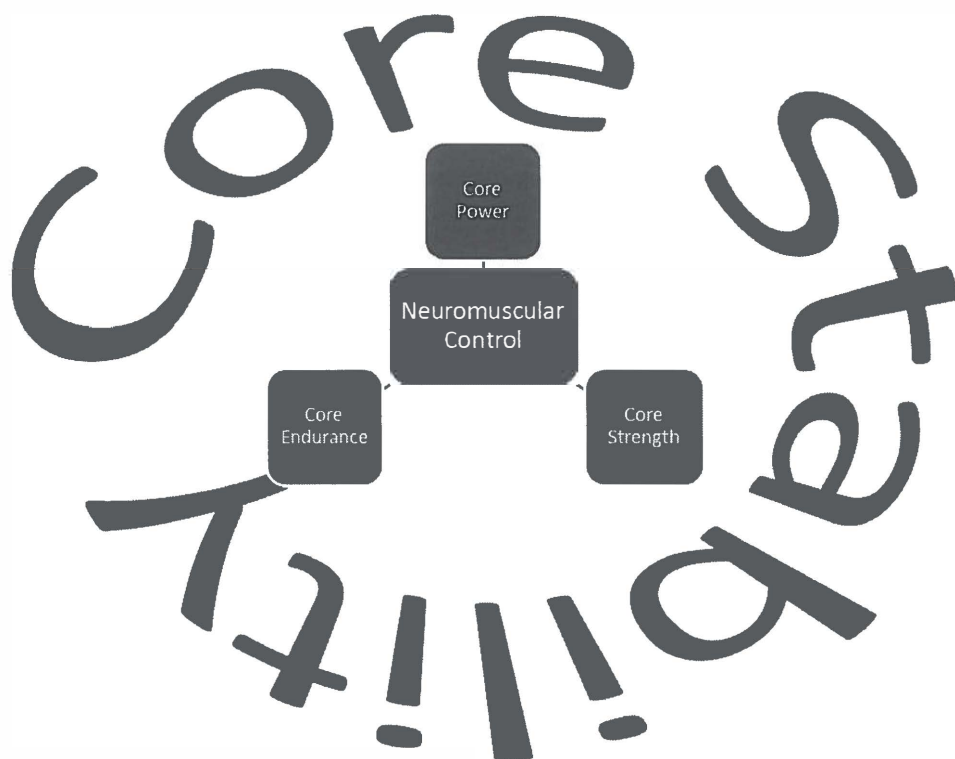 Core Stability
Core
Power
Neuromuscular
Control
Core
Endurance
Core
Strength